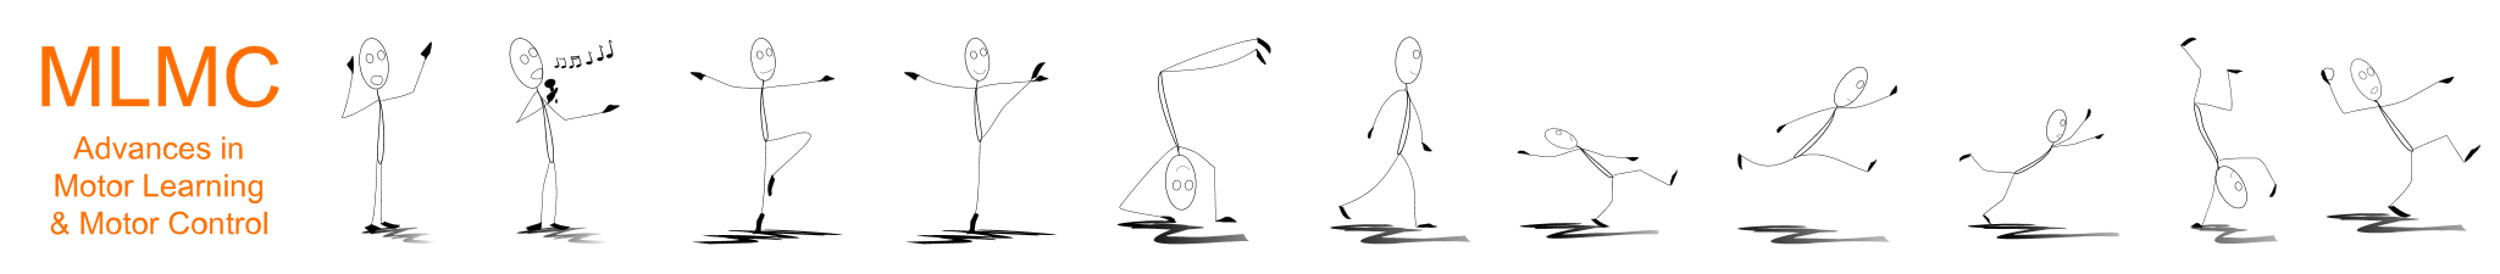 MLMC
Advances in
Motor Learning
& Motor Control